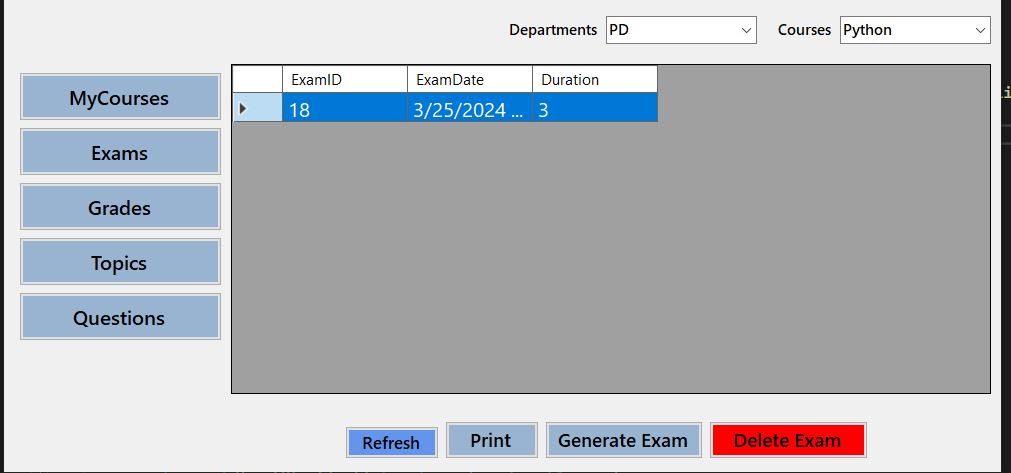 Departments PD Courses Python
MyCourses
Exams
Grades
Topics
Questions
ExamID ExamDate Duration
18 3/25/2024 ... 3
Refresh Print Generate Exam Delete Exam